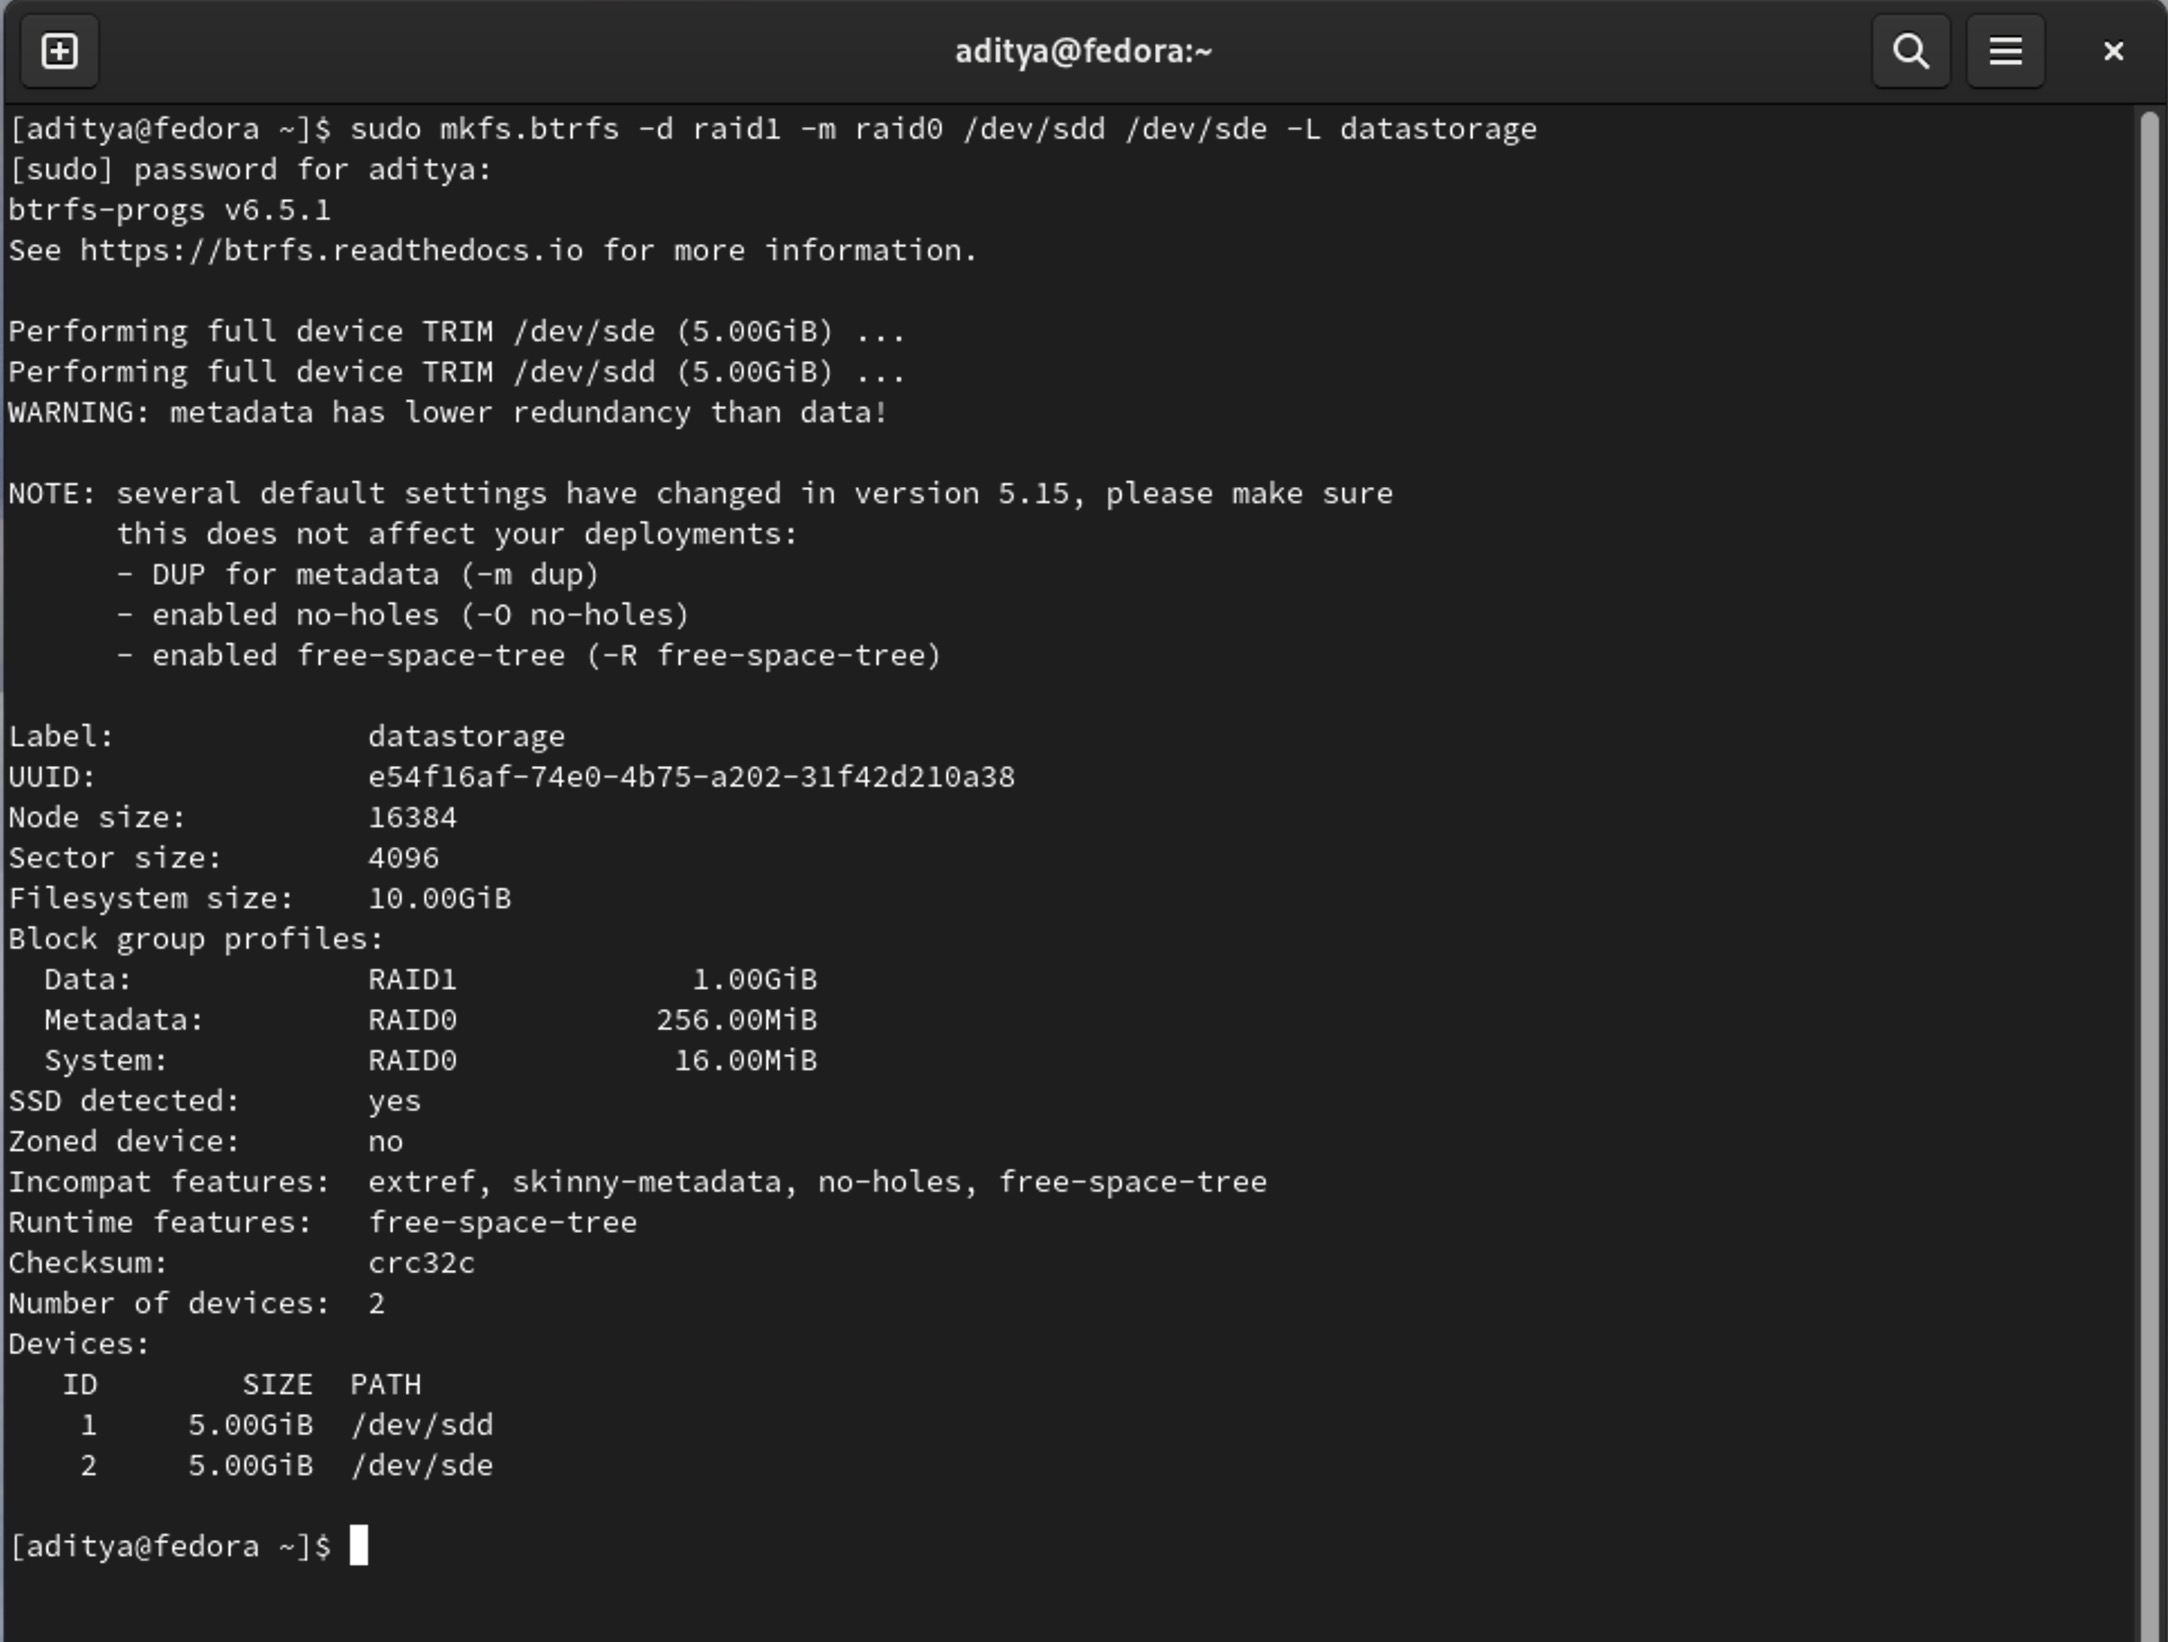 aditya@fedora:~
[aditya@fedora ~]$ sudo mkfs.btrfs -d raid1 -m raid0 /dev/sdd /dev/sde -L datastorage
[sudo] password for aditya:
btrfs-progs v6.5.1
See https://btrfs.readthedocs.io for more information.
Performing full device TRIM /dev/sde (5.00GiB) ...
Performing full device TRIM /dev/sdd (5.00GiB) ...
WARNING: metadata has lower redundancy than data!
NOTE: several default settings have changed in version 5.15, please make sure
this does not affect your deployments:
- DUP for metadata (-m dup)
- enabled no-holes (-O no-holes)
- enabled free-space-tree (-R free-space-tree)
Label: datastorage
UUID: e54f16af-74e0-4b75-a202-31f42d210a38
Node size: 16384
Sector size: 4096
Filesystem size: 10.00GiB
Block group profiles:
Data: RAID1 1.00GiB
Metadata: RAID0 256.00MiB
System: RAID0 16.00MiB
SSD detected: yes
Zoned device: no
Incompat features: extref, skinny-metadata, no-holes, free-space-tree
Runtime features: free-space-tree
Checksum: crc32c
Number of devices: 2
Devices:
ID SIZE PATH
1 5.00GiB /dev/sdd
2 5.00GiB /dev/sde
[aditya@fedora ~]$